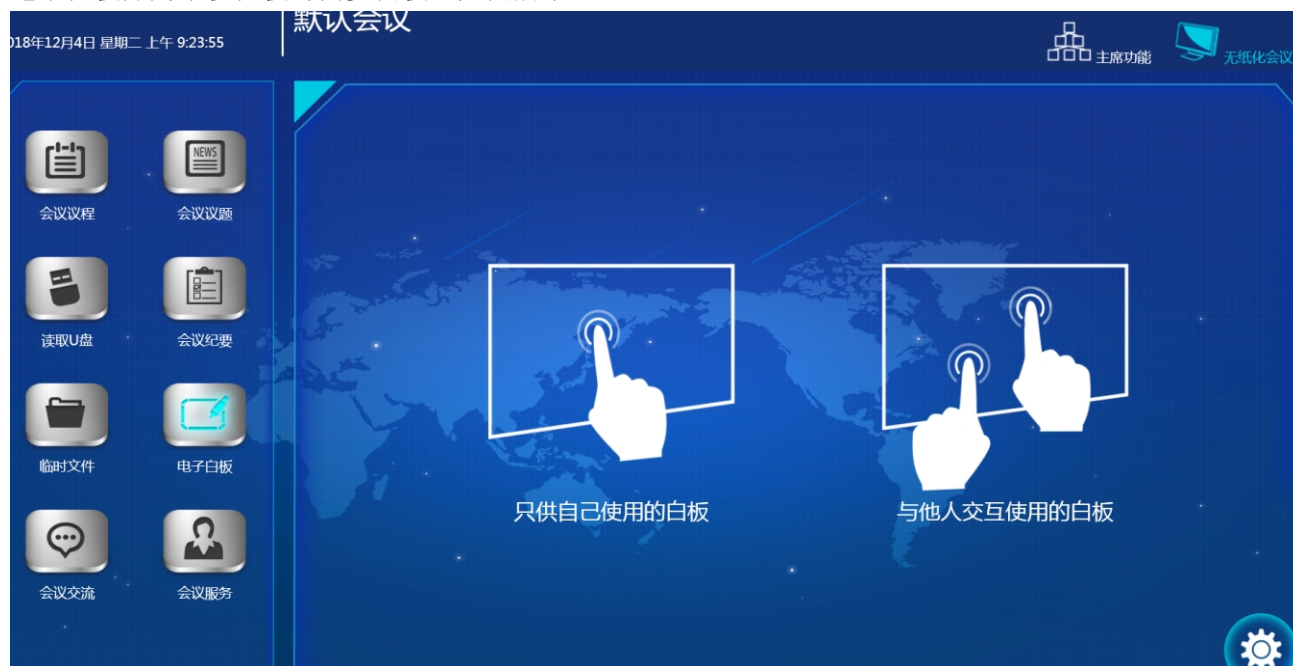 018年12月4日 星期二 上午 9:23:55
默认会议
主席功能
无纸化会议
会议议程
NEWS
会议议题
读取U盘
会议纪要
临时文件
电子白板
会议交流
会议服务
只供自己使用的白板
与他人交互使用的白板